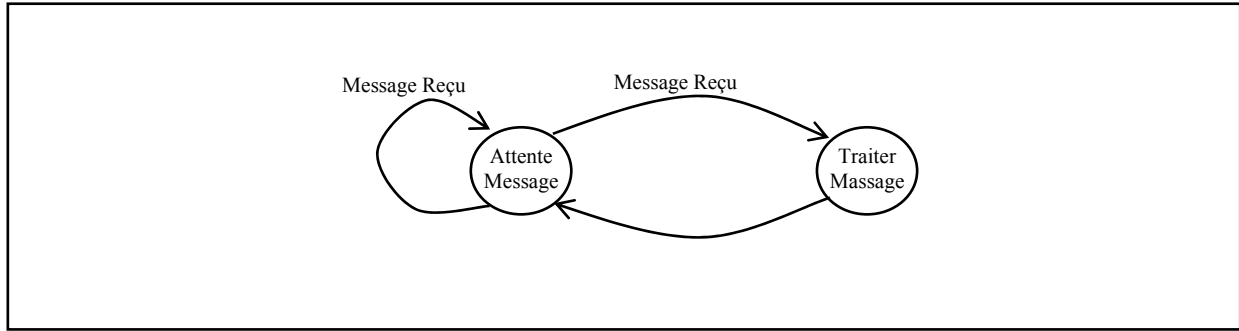 Message Reçu
Message Reçu
Attente
Message
Traiter
Massage